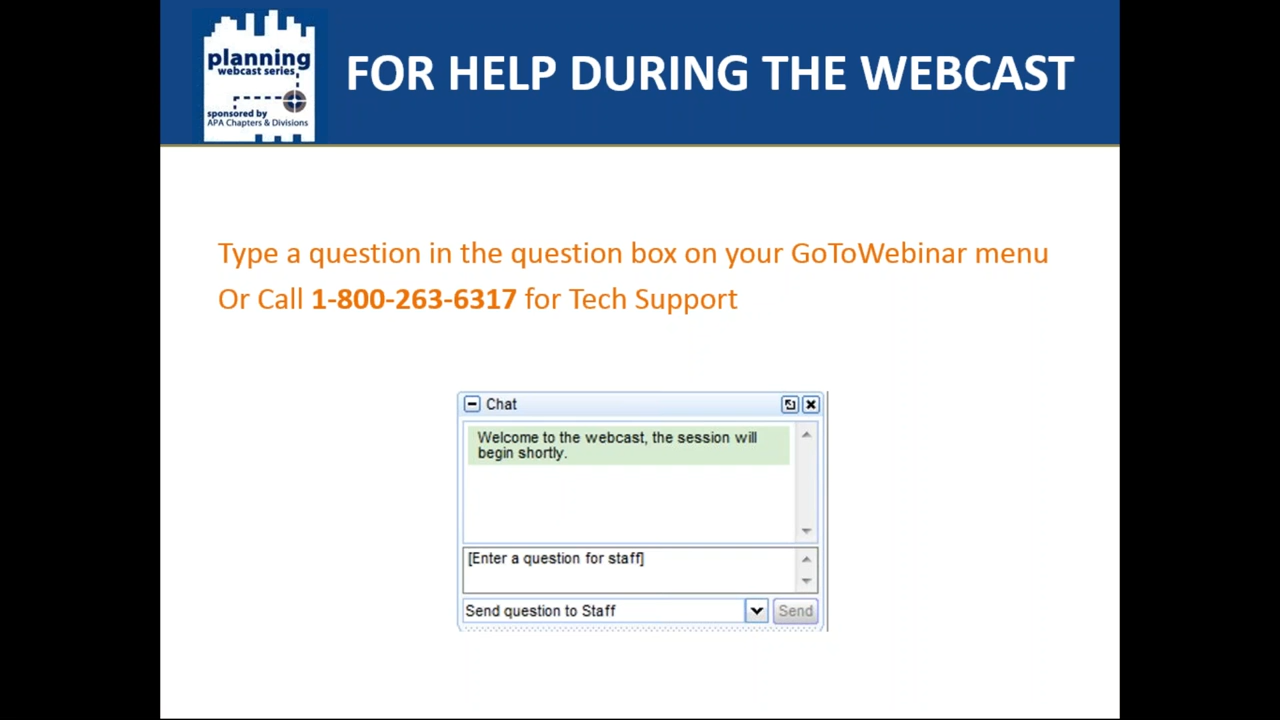 planning
webcast series
sponsored by
APA Chapters & Divisions
FOR HELP DURING THE WEBCAST
Type a question in the question box on your GoToWebinar menu
Or Call 1-800-263-6317 for Tech Support
Chat
Welcome to the webcast, the session will
begin shortly.
[Enter a question for staff]
Send question to Staff
Send